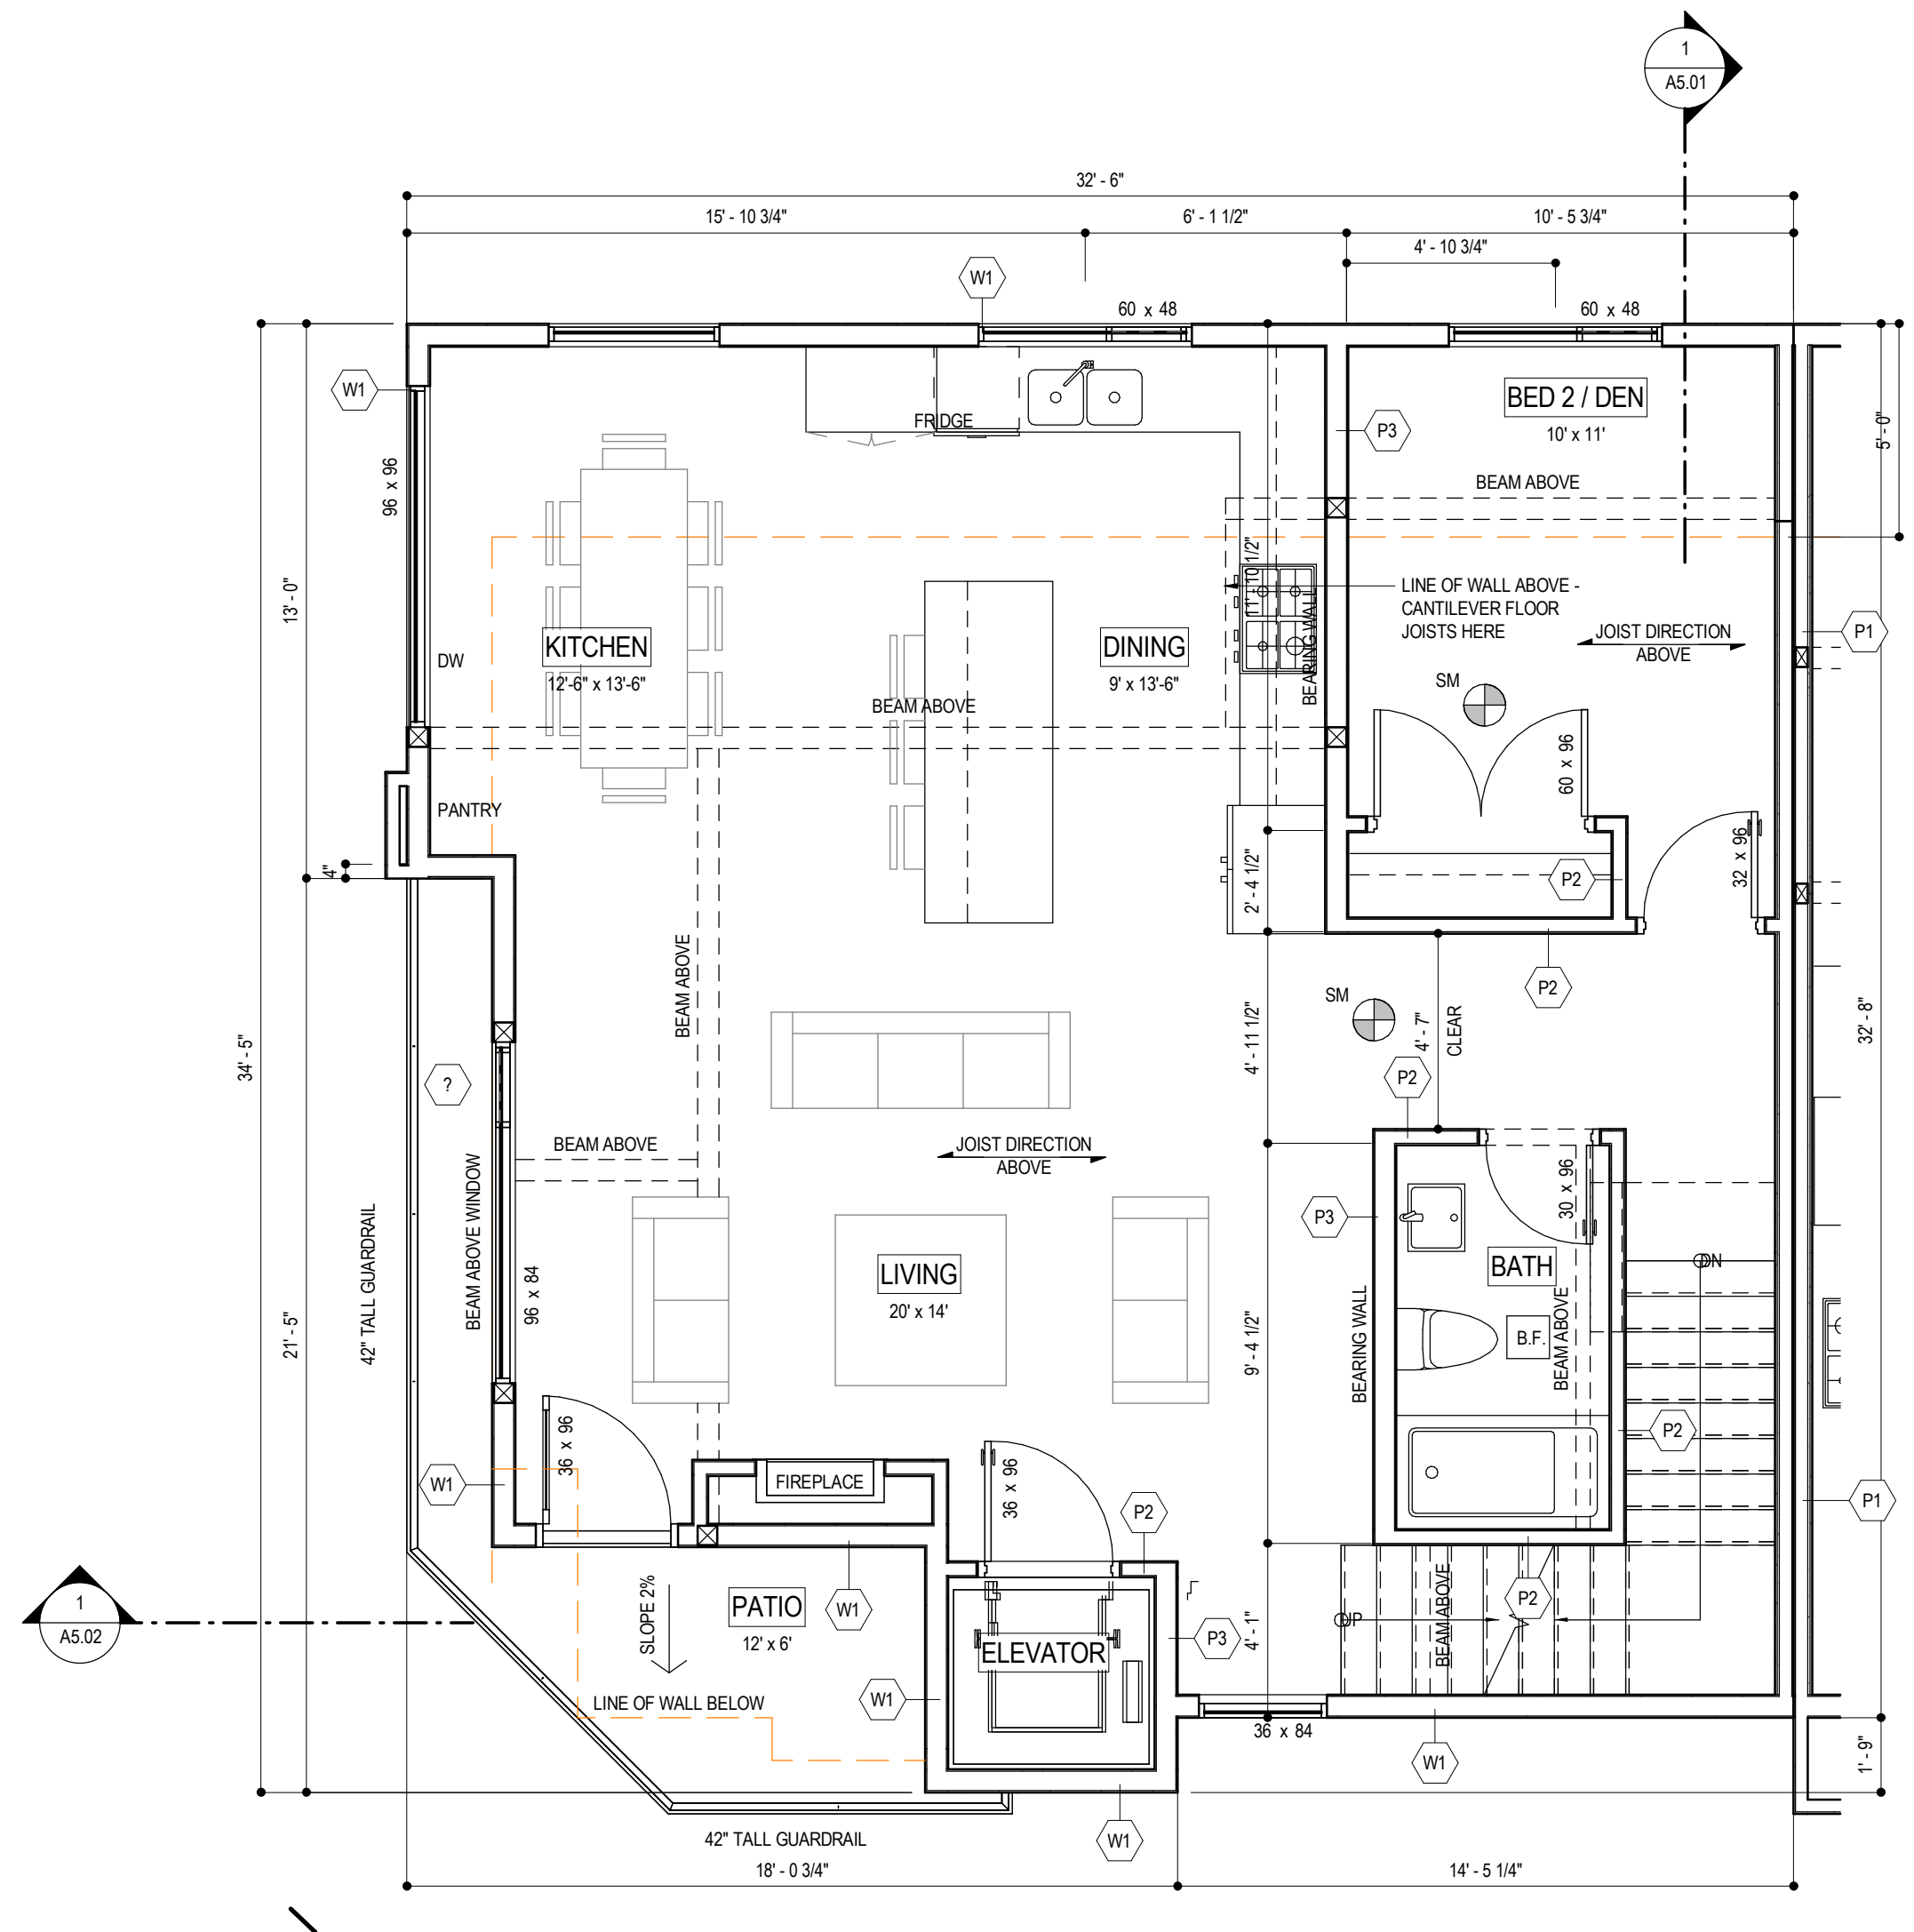 1
A5.01
32' - 6"
15' - 10 3/4"
6' - 1 1/2"
10' - 5 3/4"
4' - 10 3/4"
W1
60 x 48
60 x 48
W1
BED 2 / DEN
10' x 11'
FRIDGE
P3
5' - 0"
96 x 96
BEAM ABOVE
11' - 10 1/2"
LINE OF WALL ABOVE -
CANTILEVER FLOOR
JOISTS HERE
13' - 0"
BEARING WALL
JOIST DIRECTION
ABOVE
P1
KITCHEN
12'-6" x 13'-6"
DINING
9' x 13'-6"
DW
SM
BEAM ABOVE
60 x 96
PANTRY
4"
2' - 4 1/2"
P2
32 x 96
BEAM ABOVE
P2
SM
34' - 5"
4' - 11 1/2"
4' - 7"
CLEAR
32' - 8"
?
P2
BEAM ABOVE
JOIST DIRECTION
ABOVE
42" TALL GUARDRAIL
BEAM ABOVE WINDOW
96 x 84
30 x 96
P3
LIVING
20' x 14'
BATH
DN
21' - 5"
9' - 4 1/2"
BEARING WALL
B.F.
BEAM ABOVE
36 x 96
P2
W1
FIREPLACE
36 x 96
P2
P1
1
A5.02
SLOPE 2%
PATIO
12' x 6'
W1
P2
UP
BEAM ABOVE
ELEVATOR
P3
4' - 1"
LINE OF WALL BELOW
W1
36 x 84
W1
1' - 9"
42" TALL GUARDRAIL
W1
18' - 0 3/4"
14' - 5 1/4"